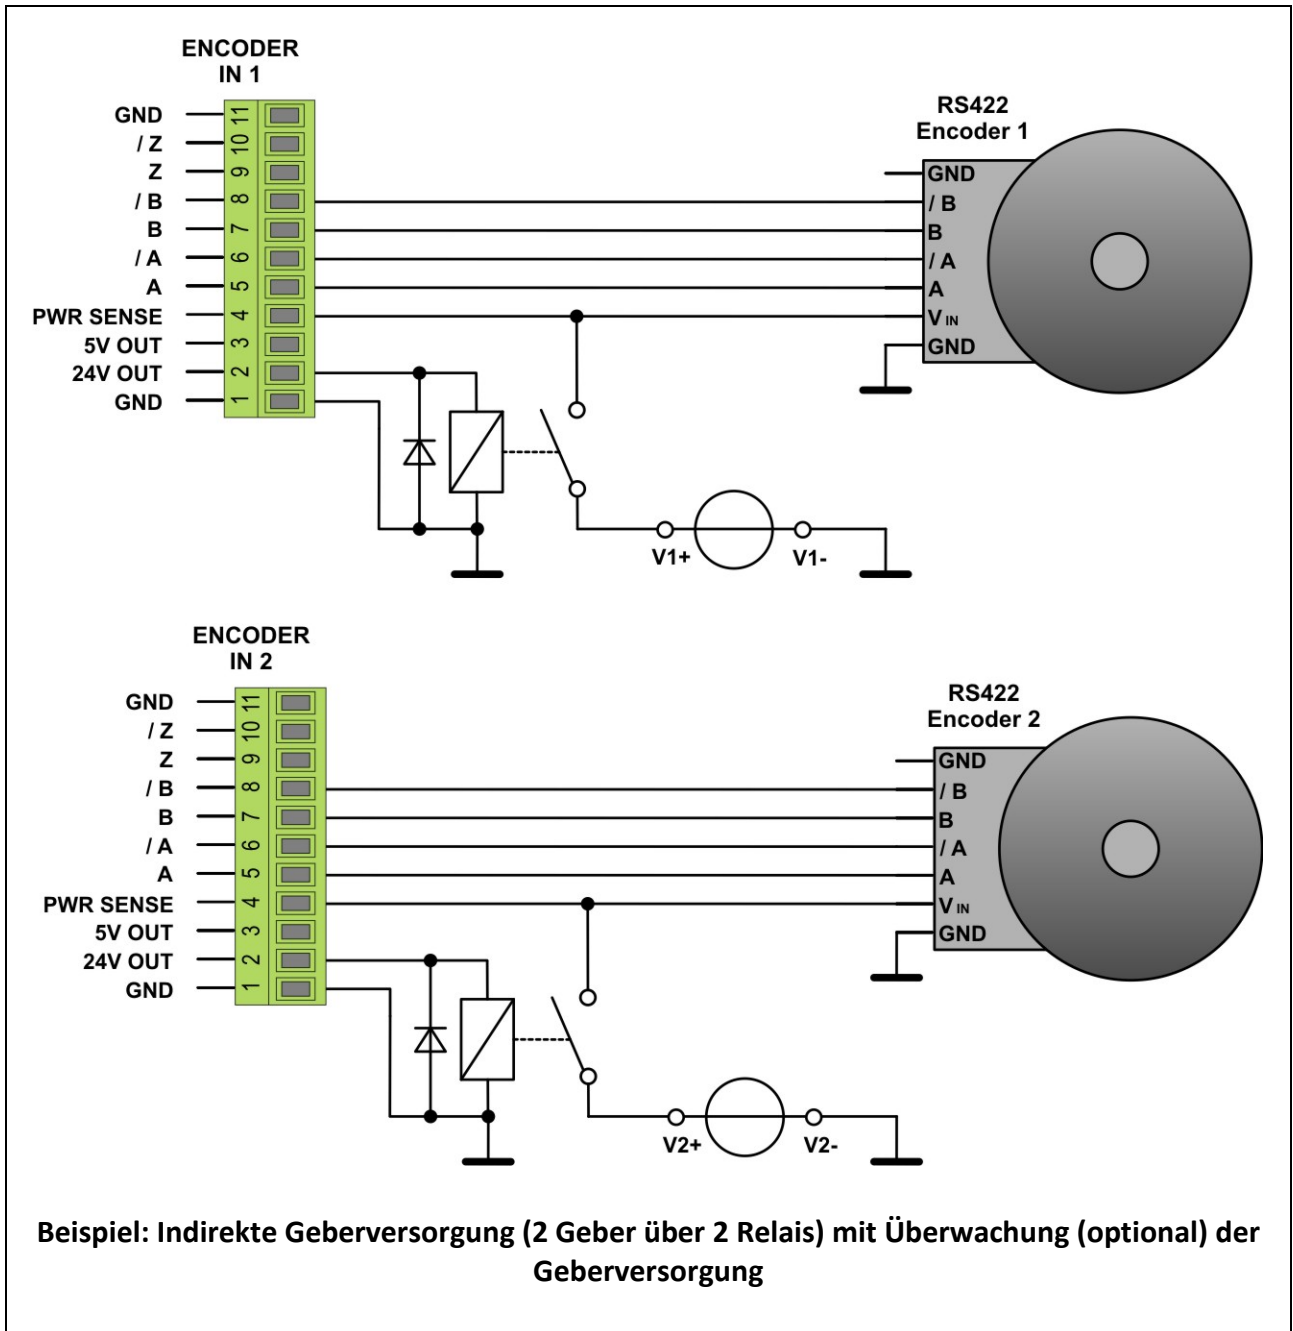 ENCODER
IN 1
GND 11
/ Z 10
Z 9
/ B 8
B 7
/ A 6
A 5
PWR SENSE 4
5V OUT 3
24V OUT 2
GND 1
RS422
Encoder 1
GND
/ B
B
/ A
A
V IN
GND
V1+
V1-
ENCODER
IN 2
GND 11
/ Z 10
Z 9
/ B 8
B 7
/ A 6
A 5
PWR SENSE 4
5V OUT 3
24V OUT 2
GND 1
RS422
Encoder 2
GND
/ B
B
/ A
A
V IN
GND
V2+
V2-
Beispiel: Indirekte Geberversorgung (2 Geber über 2 Relais) mit Überwachung (optional) der
Geberversorgung